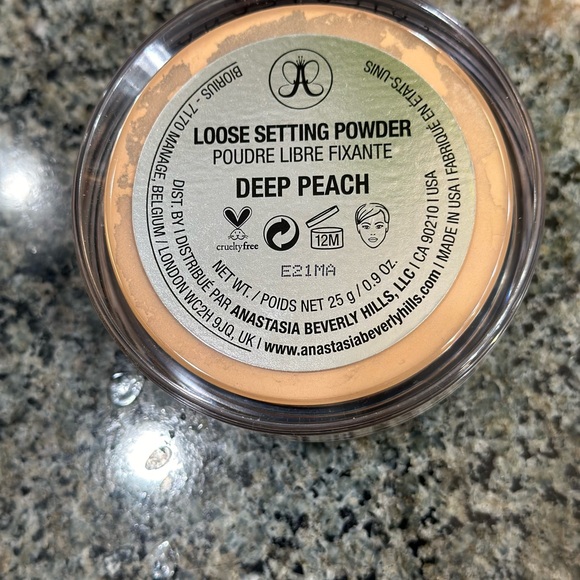 LOOSE SETTING POWDER
POUDRE LIBRE FIXANTE
DEEP PEACH
crueltyfree
12M
E21MA
NET WT. / POIDS NET 25 g / 0.9 Oz.
DIST. BY I DISTRIBUÉ PAR ANASTASIA BEVERLY HILLS, LLC I CA 90210 I USA
BIORIUS - 7170 MANAGE, BELGIUM / LONDON WC2H 9JQ, UK I www.anastasiabeverlyhills.com I MADE IN USA I FABRIQUÉ EN ÉTATS-UNIS